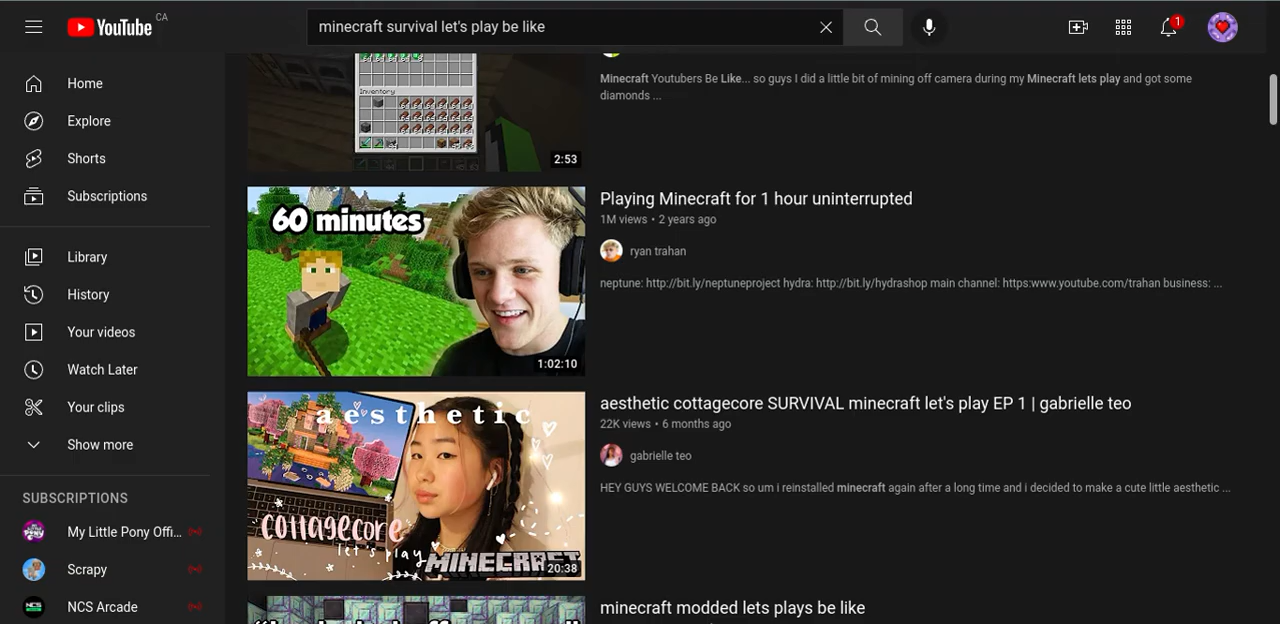 YouTube CA
minecraft survival let's play be like
1
Home
Explore
Shorts
Subscriptions
Library
History
Your videos
Watch Later
Your clips
Show more
SUBSCRIPTIONS
My Little Pony Offi...
Scrapy
NCS Arcade
NCS
Inventory
2:53
Minecraft Youtubers Be Like... so guys I did a little bit of mining off camera during my Minecraft lets play and got some
diamonds ...
60 minutes
1:02:10
Playing Minecraft for 1 hour uninterrupted
1M views • 2 years ago
ryan trahan
neptune: http://bit.ly/neptuneproject hydra: http://bit.ly/hydrashop main channel: https:www.youtube.com/trahan business: ...
aesthetic
cottagecore
let's play
MINECRAFT
20:38
aesthetic cottagecore SURVIVAL minecraft let's play EP 1 | gabrielle teo
22K views • 6 months ago
gabrielle teo
HEY GUYS WELCOME BACK so um i reinstalled minecraft again after a long time and i decided to make a cute little aesthetic ...
minecraft modded lets plays be like